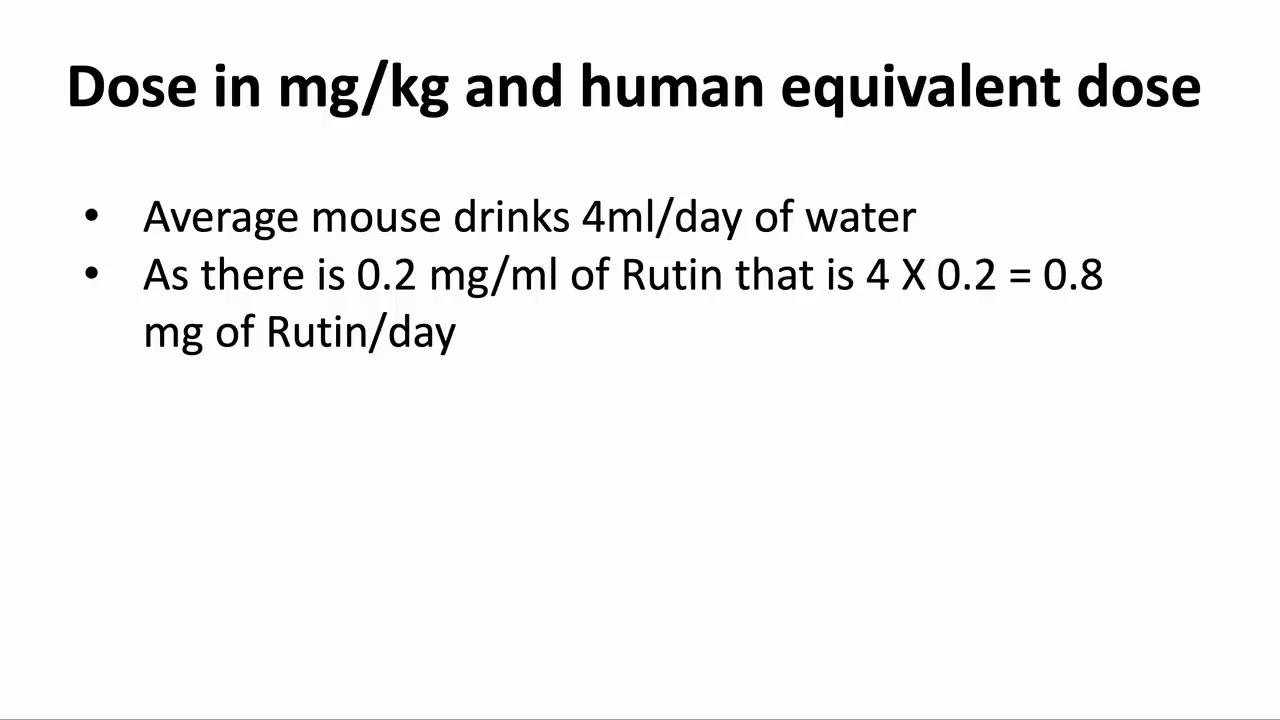 Dose in mg/kg and human equivalent dose
• Average mouse drinks 4ml/day of water
• As there is 0.2 mg/ml of Rutin that is 4 X 0.2 = 0.8
mg of Rutin/day